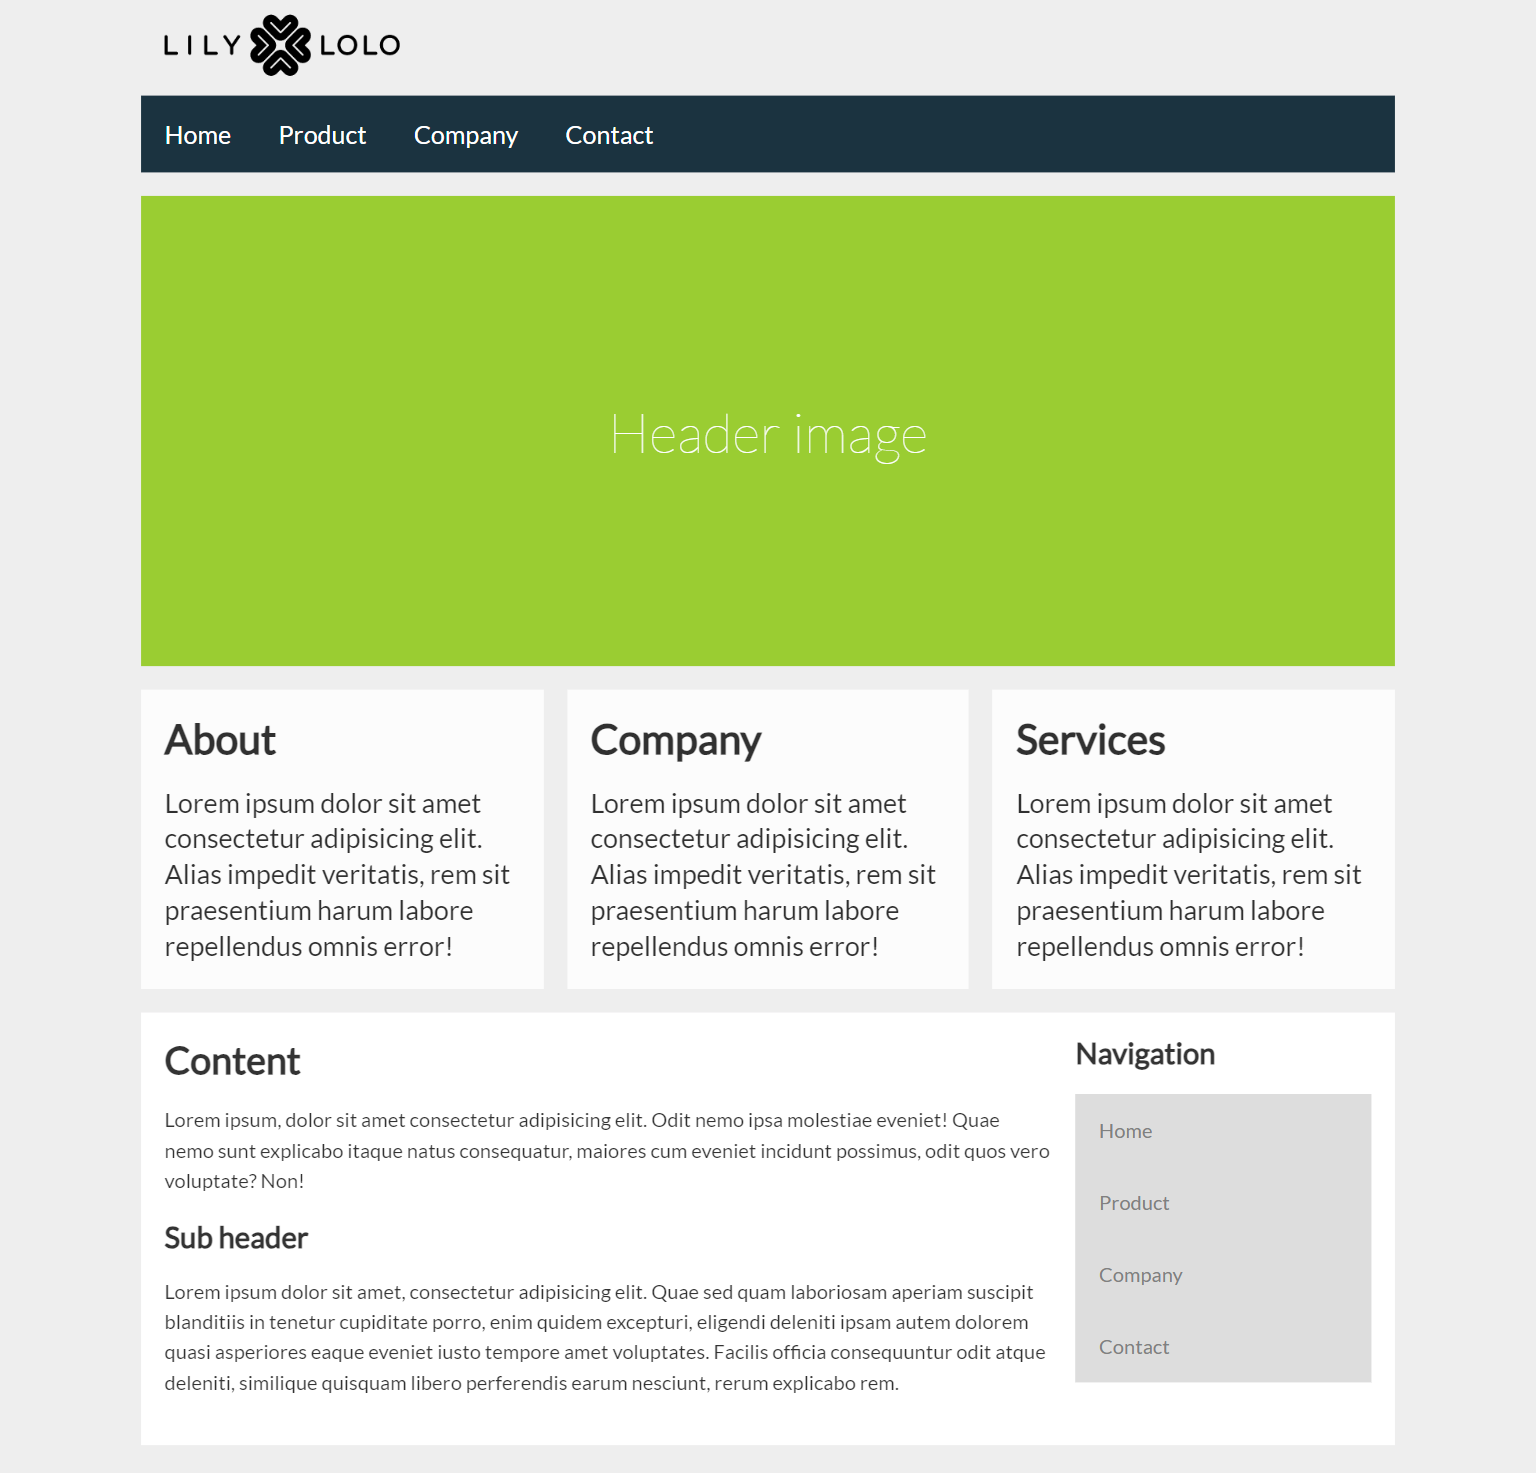 LILY LOLO
Home Product Company Contact
Header image
About
Lorem ipsum dolor sit amet
consectetur adipisicing elit.
Alias impedit veritatis, rem sit
praesentium harum labore
repellendus omnis error!
Company
Lorem ipsum dolor sit amet
consectetur adipisicing elit.
Alias impedit veritatis, rem sit
praesentium harum labore
repellendus omnis error!
Services
Lorem ipsum dolor sit amet
consectetur adipisicing elit.
Alias impedit veritatis, rem sit
praesentium harum labore
repellendus omnis error!
Content
Lorem ipsum, dolor sit amet consectetur adipisicing elit. Odit nemo ipsa molestiae eveniet! Quae
nemo sunt explicabo itaque natus consequatur, maiores cum eveniet incidunt possimus, odit quos vero
voluptate? Non!
Sub header
Lorem ipsum dolor sit amet, consectetur adipisicing elit. Quae sed quam laboriosam aperiam suscipit
blanditiis in tenetur cupiditate porro, enim quidem excepturi, eligendi deleniti ipsam autem dolorem
quasi asperiores eaque eveniet iusto tempore amet voluptates. Facilis officia consequuntur odit atque
deleniti, similique quisquam libero perferendis earum nesciunt, rerum explicabo rem.
Navigation
Home
Product
Company
Contact